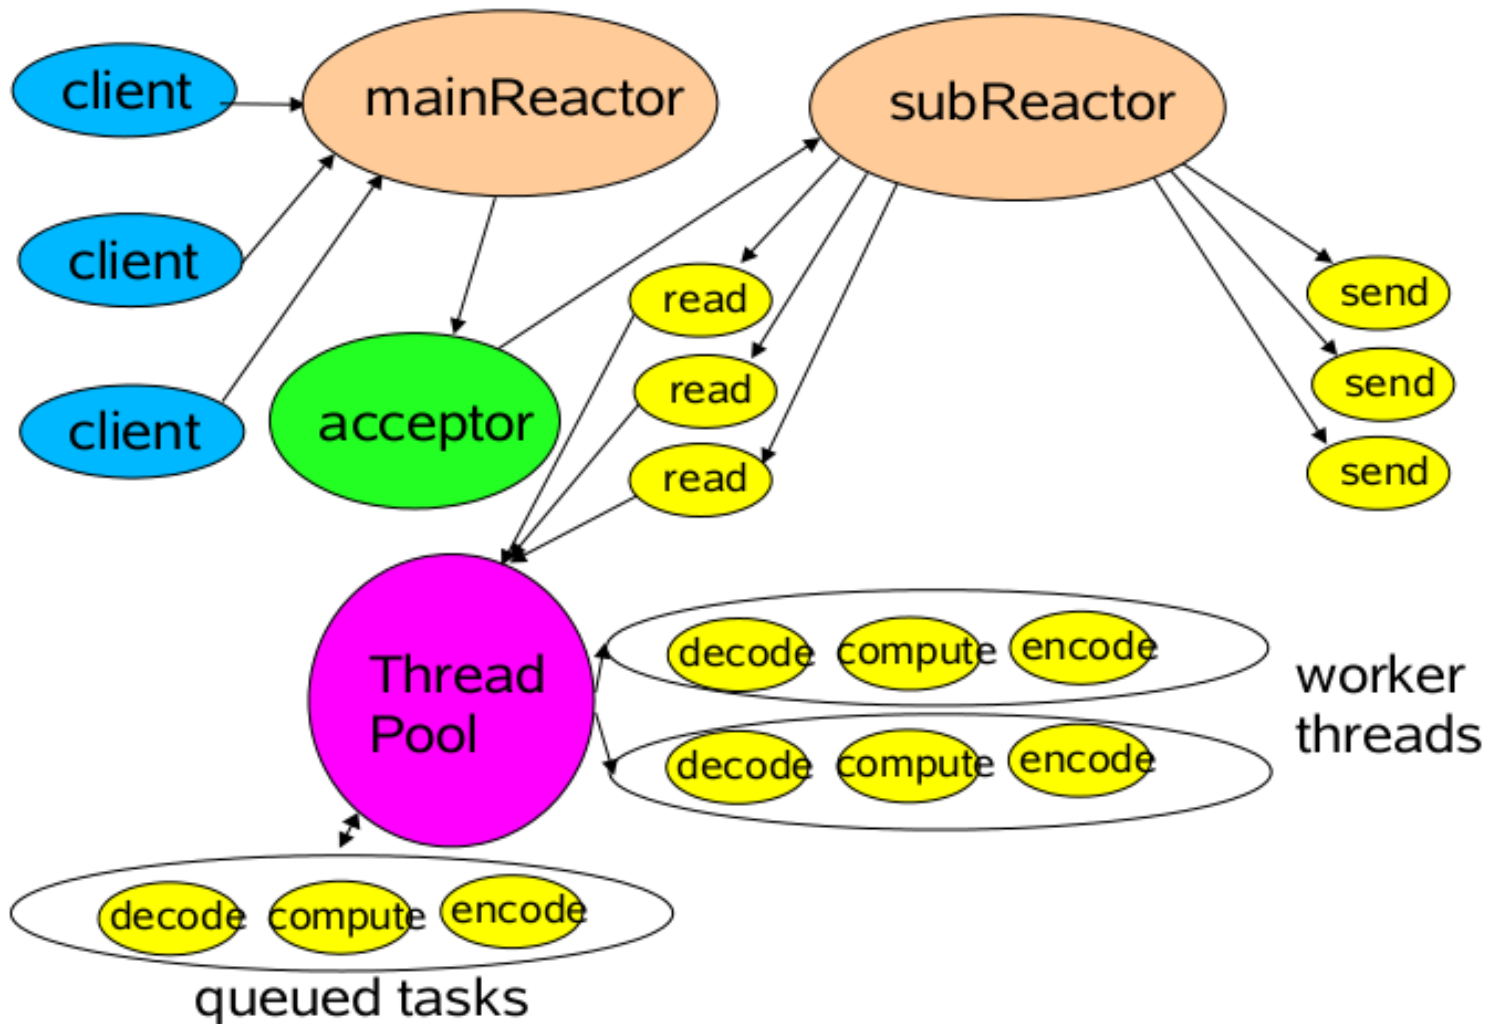 client
mainReactor
subReactor
client
read
send
read
send
client
acceptor
read
send
Thread
Pool
decode compute encode
worker
threads
decode compute encode
decode compute encode
queued tasks